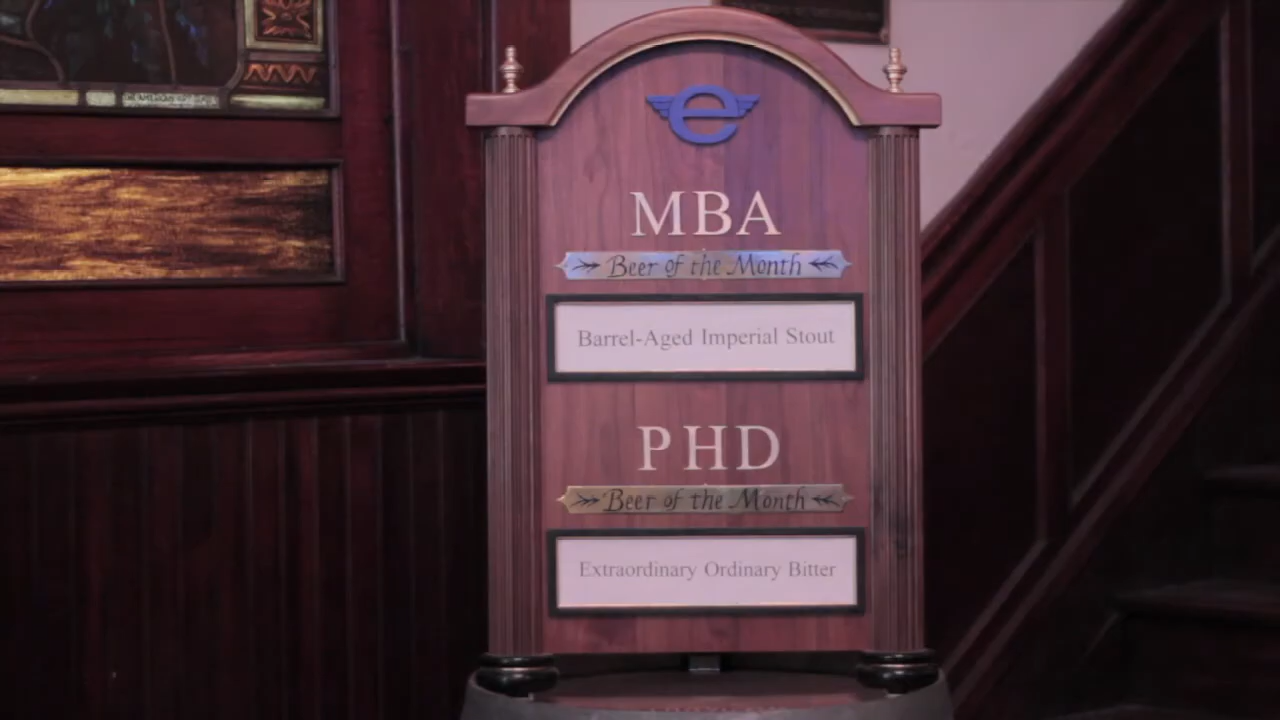 e
MBA
Beer of the Month
Barrel-Aged Imperial Stout
PHD
Beer of the Month
Extraordinary Ordinary Bitter